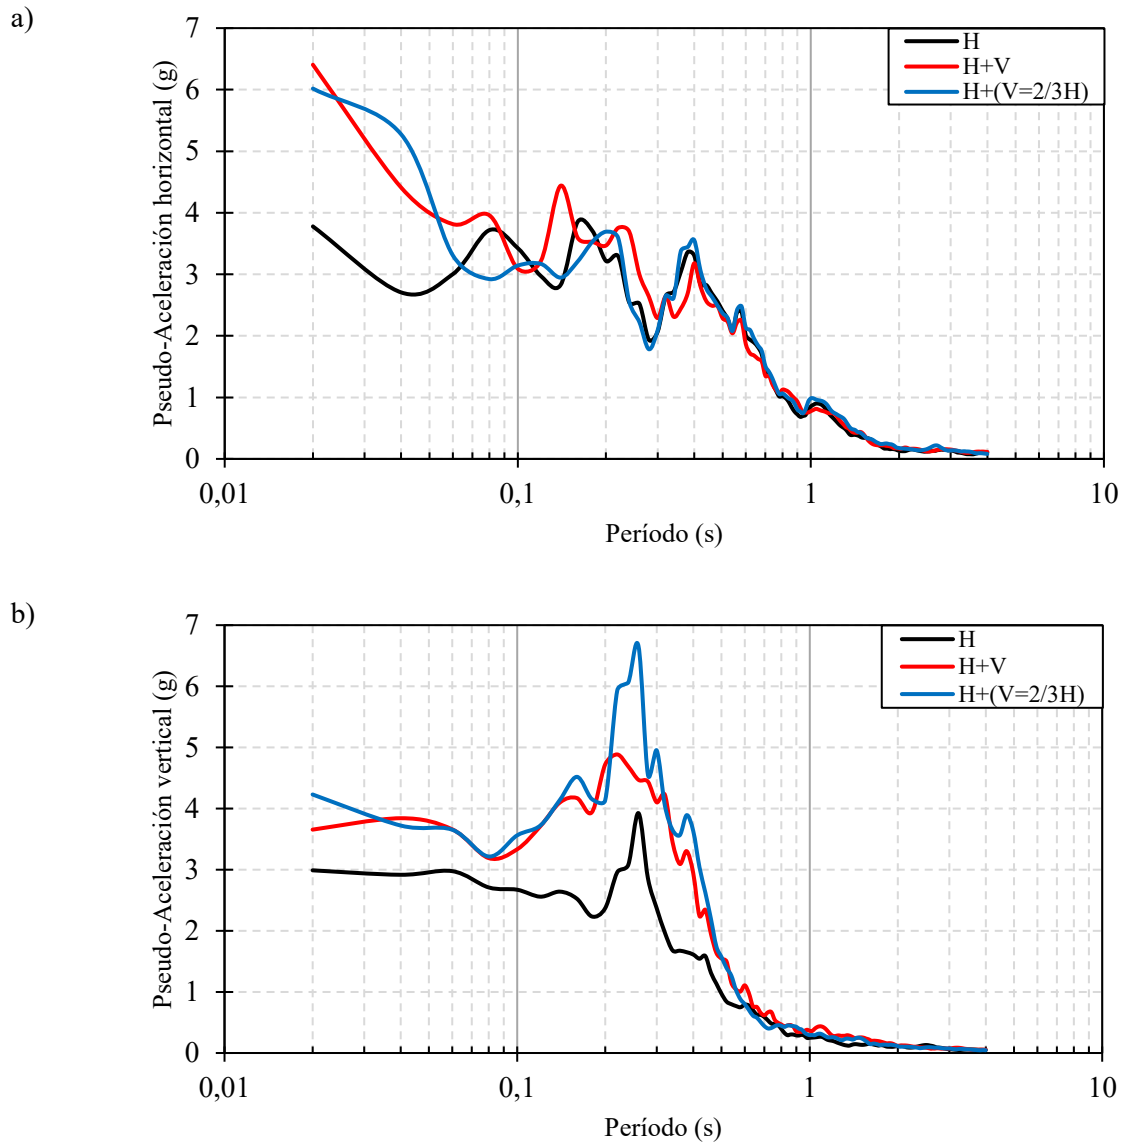 a)
Pseudo-Aceleración horizontal (g)
7
6
5
4
3
2
1
0
H
H+V
H+(V=2/3H)
0,01
0,1
1
10
Período (s)
b)
Pseudo-Aceleración vertical (g)
7
6
5
4
3
2
1
0
H
H+V
H+(V=2/3H)
0,01
0,1
1
10
Período (s)